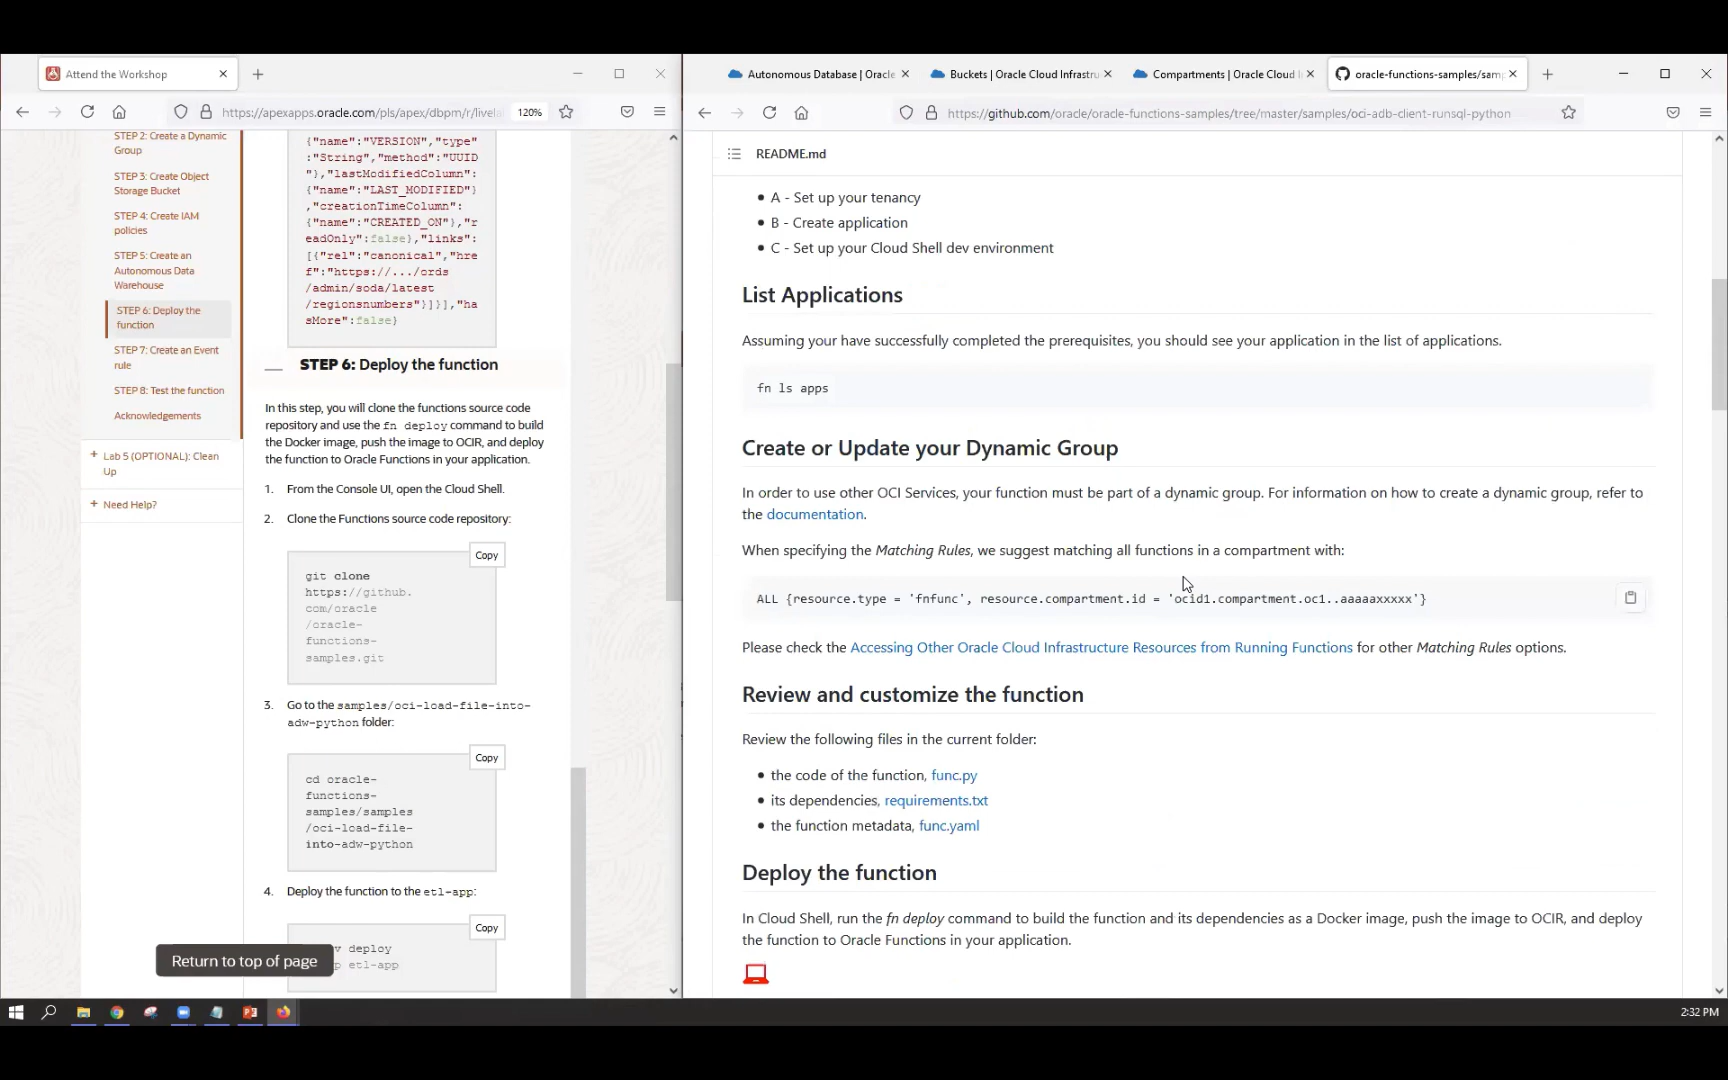 Attend the Workshop
Autonomous Database | Oracle
Buckets | Oracle Cloud Infrastru
Compartments | Oracle Cloud I
oracle-functions-samples/samp
https://apexapps.oracle.com/pls/apex/dbpm/r/livela
120%
https://github.com/oracle/oracle-functions-samples/tree/master/samples/oci-adb-client-runsql-python
STEP 2: Create a Dynamic
Group
STEP 3: Create Object
Storage Bucket
STEP 4: Create IAM
policies
STEP 5: Create an
Autonomous Data
Warehouse
STEP 6: Deploy the
function
STEP 7: Create an Event
rule
STEP 8: Test the function
Acknowledgements
+ Lab 5 (OPTIONAL): Clean
Up
+ Need Help?
{"name":"VERSION","type"
:"String","method":"UUID
"},"lastModifiedColumn":
{"name":"LAST_MODIFIED"}
,"creationTimeColumn":
{"name":"CREATED_ON"},"r
eadOnly":false},"links":
[{"rel":"canonical","hre
f":"https://.../ords
/admin/soda/latest
/regionsnumbers"}]}],"ha
sMore":false}
STEP 6: Deploy the function
In this step, you will clone the functions source code
repository and use the fn deploy command to build
the Docker image, push the image to OCIR, and deploy
the function to Oracle Functions in your application.
1. From the Console UI, open the Cloud Shell.
2. Clone the Functions source code repository:
Copy
git clone
https://github.
com/oracle
/oracle-
functions-
samples.git
3. Go to the samples/oci-load-file-into-
adw-python folder:
Copy
cd oracle-
functions-
samples/samples
/oci-load-file-
into-adw-python
4. Deploy the function to the etl-app:
Copy
v deploy
p etl-app
Return to top of page
README.md
• A - Set up your tenancy
• B - Create application
• C - Set up your Cloud Shell dev environment
List Applications
Assuming your have successfully completed the prerequisites, you should see your application in the list of applications.
fn ls apps
Create or Update your Dynamic Group
In order to use other OCI Services, your function must be part of a dynamic group. For information on how to create a dynamic group, refer to
the documentation.
When specifying the Matching Rules, we suggest matching all functions in a compartment with:
ALL {resource.type = 'fnfunc', resource.compartment.id = 'ocid1.compartment.oc1..aaaaaxxxxx'}
Please check the Accessing Other Oracle Cloud Infrastructure Resources from Running Functions for other Matching Rules options.
Review and customize the function
Review the following files in the current folder:
• the code of the function, func.py
• its dependencies, requirements.txt
• the function metadata, func.yaml
Deploy the function
In Cloud Shell, run the fn deploy command to build the function and its dependencies as a Docker image, push the image to OCIR, and deploy
the function to Oracle Functions in your application.
2:32 PM